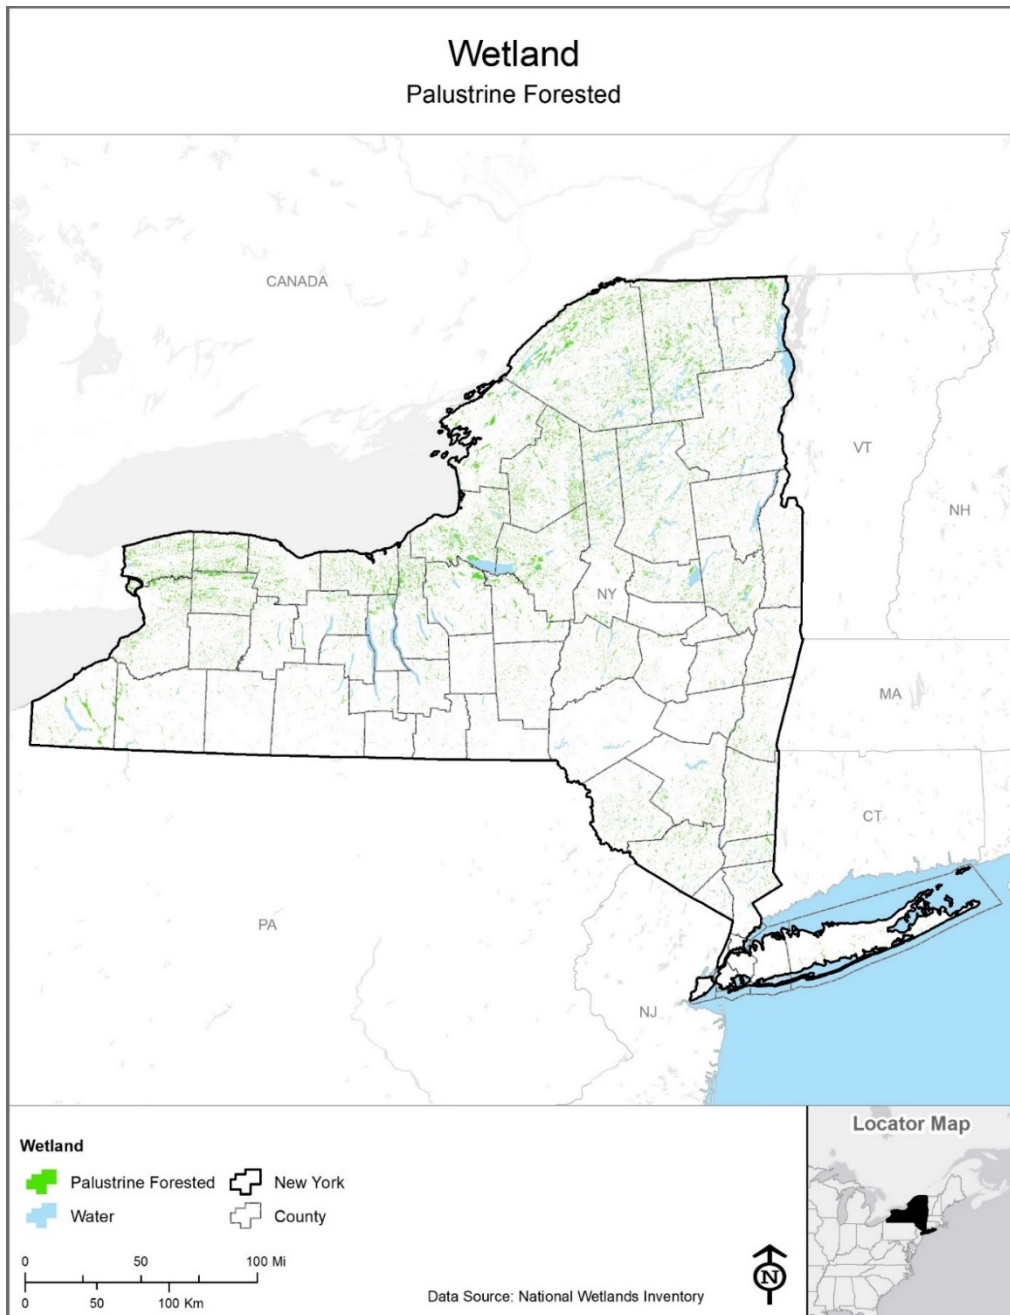 Wetland
Palustrine Forested
CANADA
VT
NH
NY
MA
CT
PA
NJ
Wetland
Palustrine Forested
New York
Water
County
0 50 100 Mi
0 50 100 Km
Data Source: National Wetlands Inventory
N
Locator Map